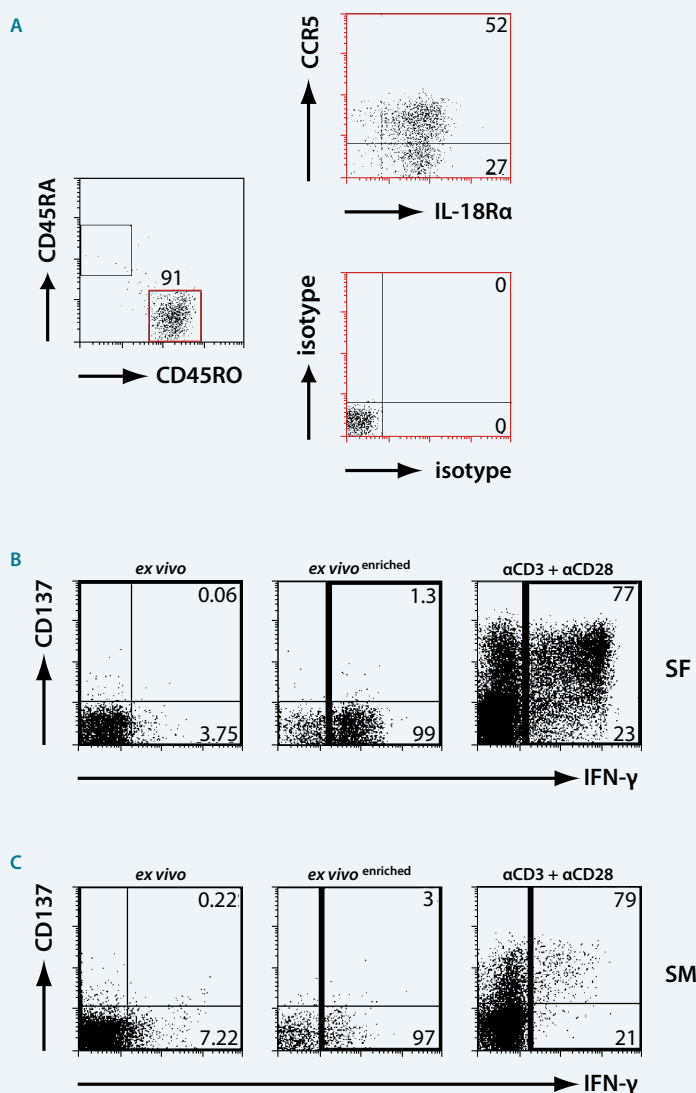 A
CCR5
52
27
IL-18Rα
CD45RA
91
CD45RO
isotype
0
0
isotype
B
ex vivo
ex vivo enriched
αCD3 + αCD28
CD137
0.06
1.3
77
SF
3.75
99
23
IFN-γ
C
ex vivo
ex vivo enriched
αCD3 + αCD28
CD137
0.22
3
79
SM
7.22
97
21
IFN-γ